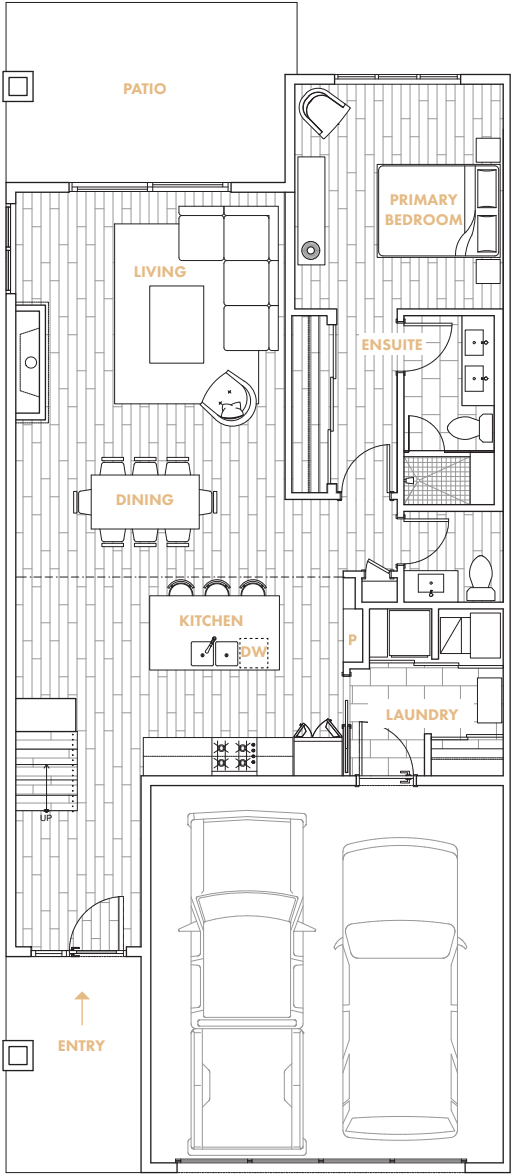 PATIO
PRIMARY
BEDROOM
LIVING
ENSUITE
DINING
KITCHEN
DW
P
LAUNDRY
UP
ENTRY